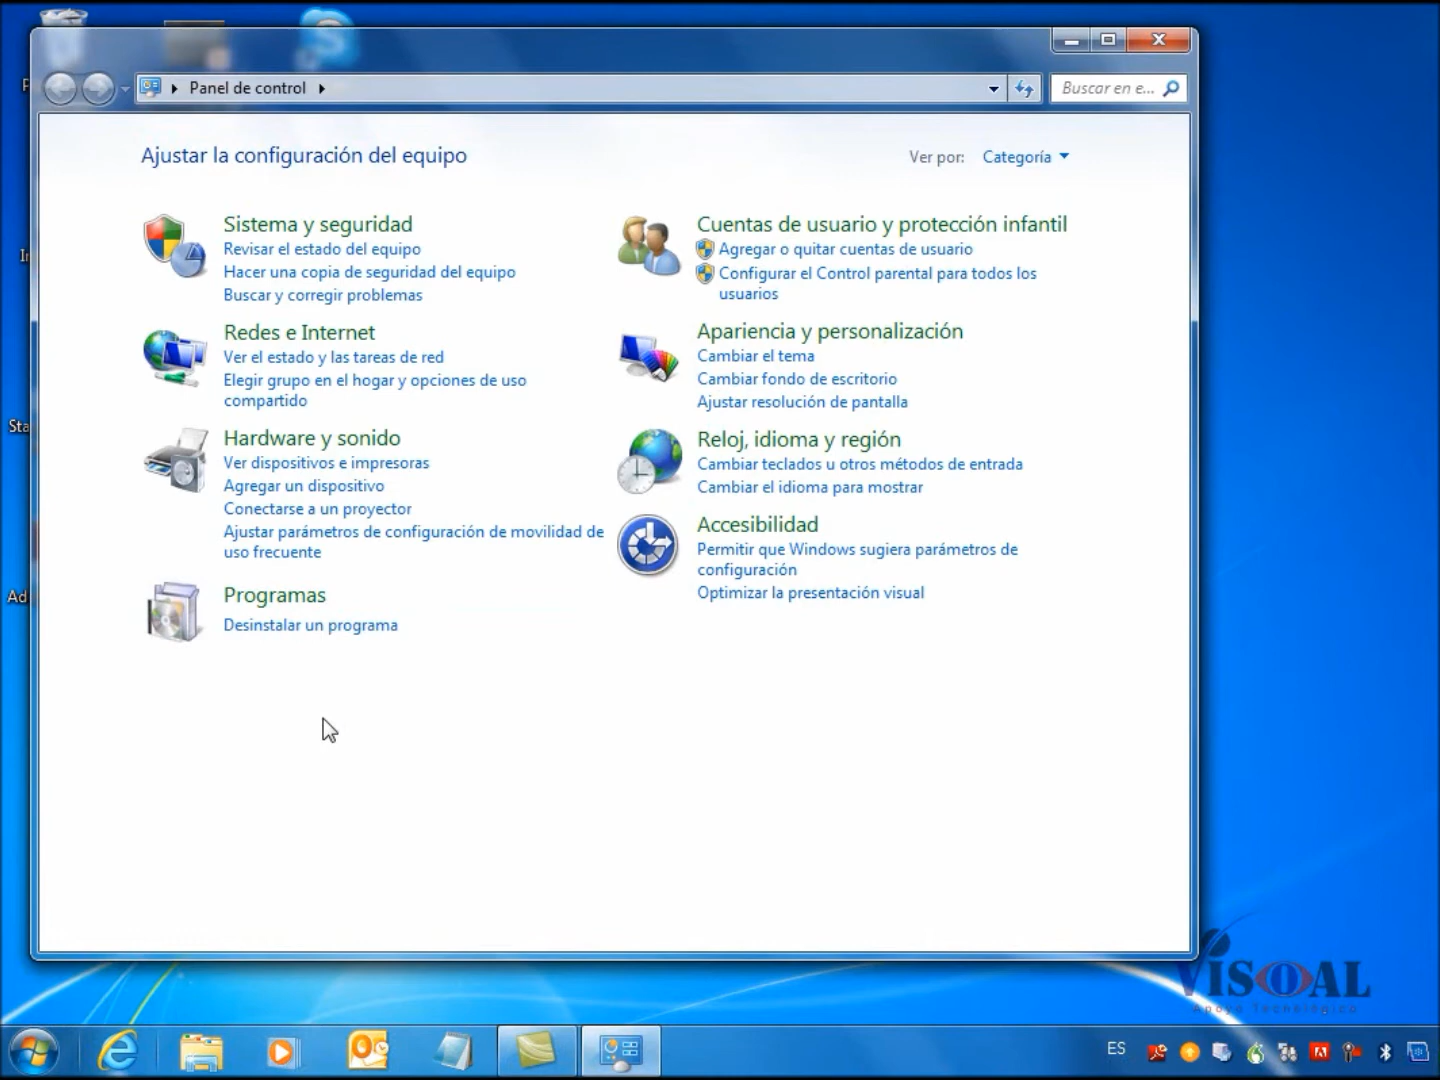 Panel de control
Buscar en e...
Ajustar la configuración del equipo
Ver por: Categoría
Sistema y seguridad
Revisar el estado del equipo
Hacer una copia de seguridad del equipo
Buscar y corregir problemas
Redes e Internet
Ver el estado y las tareas de red
Elegir grupo en el hogar y opciones de uso
compartido
Hardware y sonido
Ver dispositivos e impresoras
Agregar un dispositivo
Conectarse a un proyector
Ajustar parámetros de configuración de movilidad de
uso frecuente
Programas
Desinstalar un programa
Cuentas de usuario y protección infantil
Agregar o quitar cuentas de usuario
Configurar el Control parental para todos los
usuarios
Apariencia y personalización
Cambiar el tema
Cambiar fondo de escritorio
Ajustar resolución de pantalla
Reloj, idioma y región
Cambiar teclados u otros métodos de entrada
Cambiar el idioma para mostrar
Accesibilidad
Permitir que Windows sugiera parámetros de
configuración
Optimizar la presentación visual
Sta
Ad
VISOAL
Apoyo Tecnológico
ES